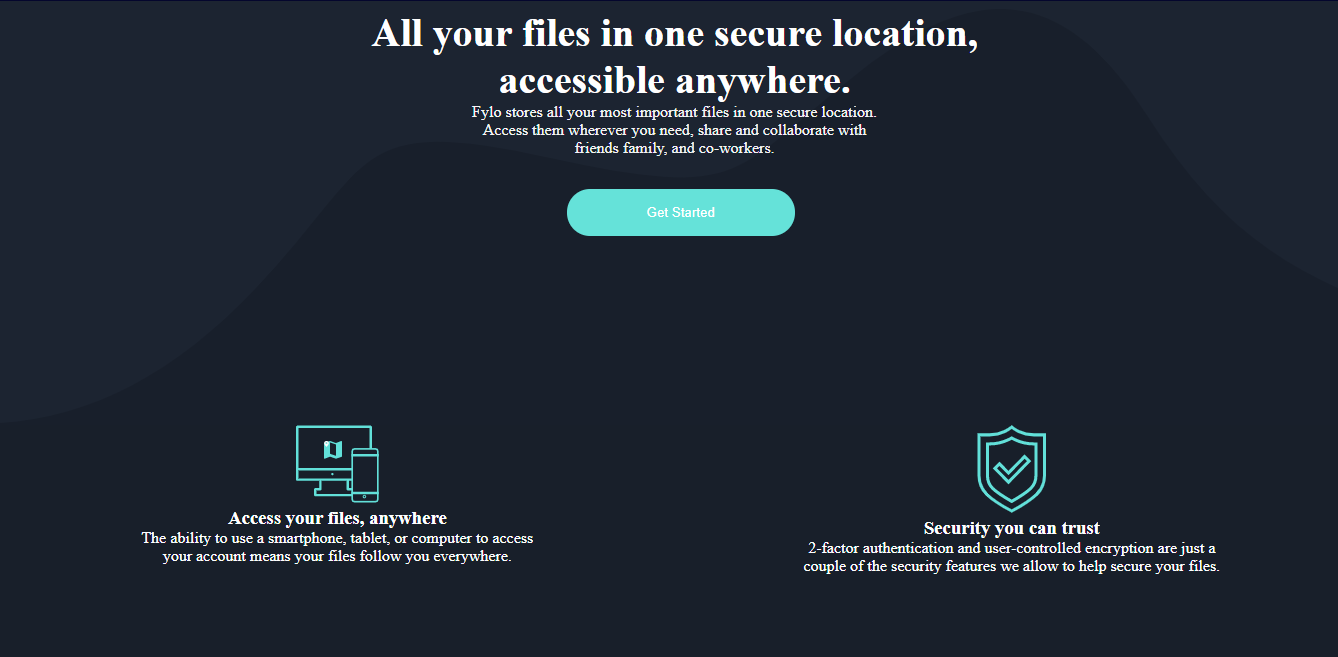 All your files in one secure location,
accessible anywhere.
Fylo stores all your most important files in one secure location.
Access them wherever you need, share and collaborate with
friends family, and co-workers.
Get Started
Access your files, anywhere
The ability to use a smartphone, tablet, or computer to access
your account means your files follow you everywhere.
Security you can trust
2-factor authentication and user-controlled encryption are just a
couple of the security features we allow to help secure your files.